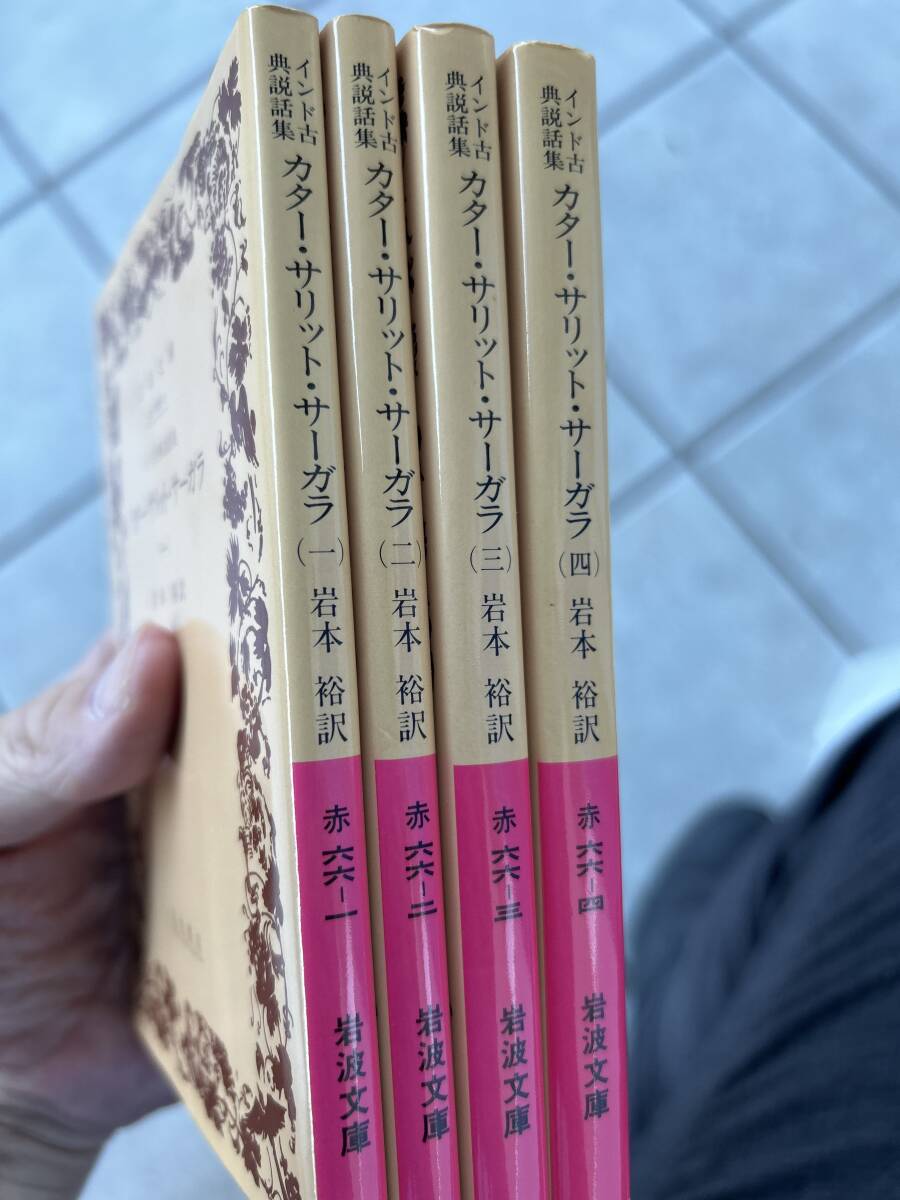 インド古
典説話集
カター・サリット・サーガラ(一)
岩本 裕訳
赤 六六-一
岩波文庫
インド古
典説話集
カター・サリット・サーガラ(二)
岩本 裕訳
赤 六六-二
岩波文庫
インド古
典説話集
カター・サリット・サーガラ(三)
岩本 裕訳
赤 六六-三
岩波文庫
インド古
典説話集
カター・サリット・サーガラ(四)
岩本 裕訳
赤 六六-四
岩波文庫